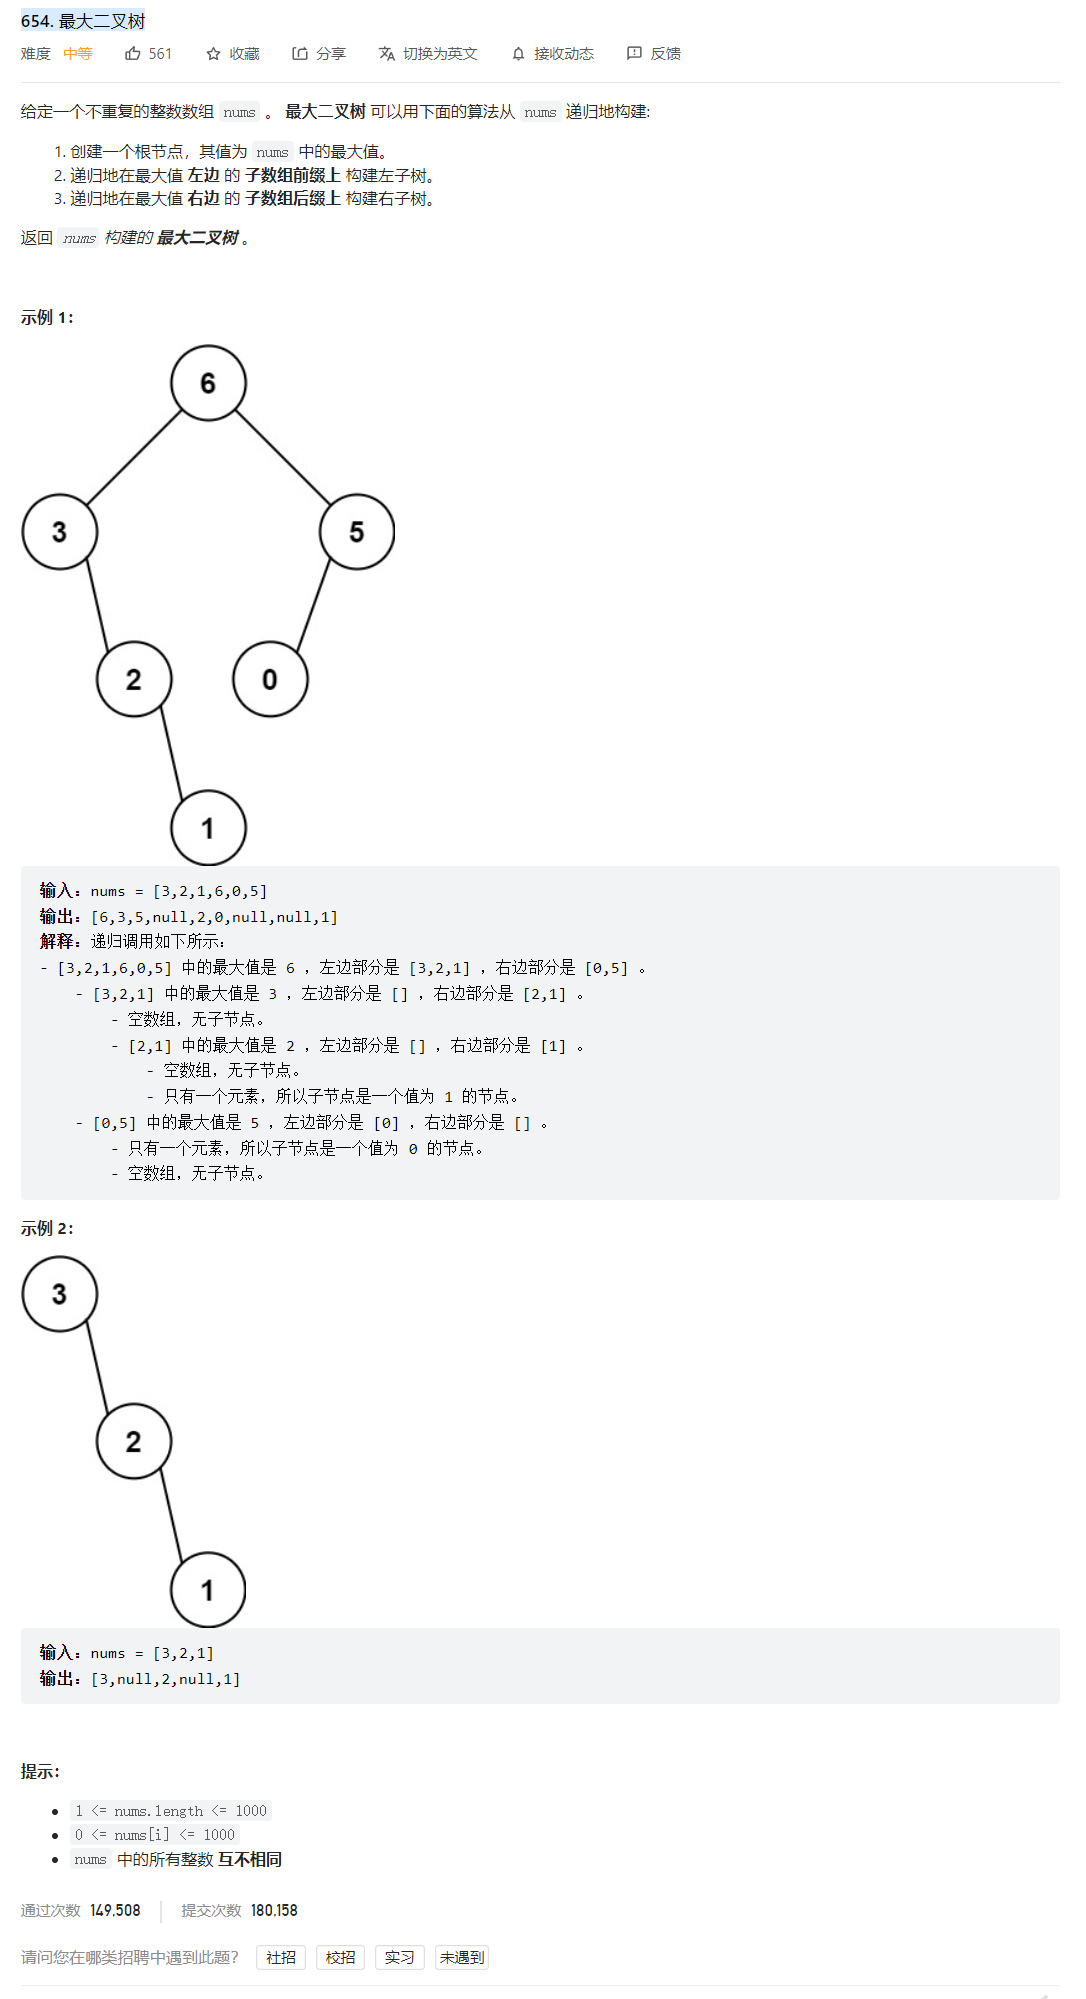 654. 最大二叉树
难度 中等 561 收藏 分享 切换为英文 接收动态 反馈
给定一个不重复的整数数组 nums 。 最大二叉树 可以用下面的算法从 nums 递归地构建:
1. 创建一个根节点，其值为 nums 中的最大值。
2. 递归地在最大值 左边 的 子数组前缀上 构建左子树。
3. 递归地在最大值 右边 的 子数组后缀上 构建右子树。
返回 nums 构建的 最大二叉树 。
示例 1：
6
3 5
2 0
1
输入：nums = [3,2,1,6,0,5]
输出：[6,3,5,null,2,0,null,null,1]
解释：递归调用如下所示：
- [3,2,1,6,0,5] 中的最大值是 6 ，左边部分是 [3,2,1] ，右边部分是 [0,5] 。
- [3,2,1] 中的最大值是 3 ，左边部分是 [] ，右边部分是 [2,1] 。
- 空数组，无子节点。
- [2,1] 中的最大值是 2 ，左边部分是 [] ，右边部分是 [1] 。
- 空数组，无子节点。
- 只有一个元素，所以子节点是一个值为 1 的节点。
- [0,5] 中的最大值是 5 ，左边部分是 [0] ，右边部分是 [] 。
- 只有一个元素，所以子节点是一个值为 0 的节点。
- 空数组，无子节点。
示例 2：
3
2
1
输入：nums = [3,2,1]
输出：[3,null,2,null,1]
提示：
• 1 <= nums.length <= 1000
• 0 <= nums[i] <= 1000
• nums 中的所有整数 互不相同
通过次数 149,508 提交次数 180,158
请问您在哪类招聘中遇到此题？ 社招 校招 实习 未遇到